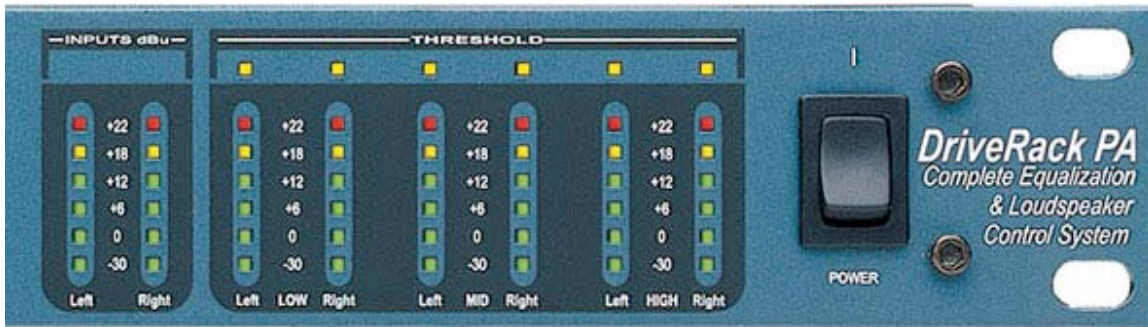 INPUTS dBu
THRESHOLD
+22 +22 +22 +22
+18 +18 +18 +18
+12 +12 +12 +12
+6 +6 +6 +6
0 0 0 0
-30 -30 -30 -30
Left Right Left LOW Right Left MID Right Left HIGH Right
I
POWER
DriveRack PA
Complete Equalization
& Loudspeaker
Control System